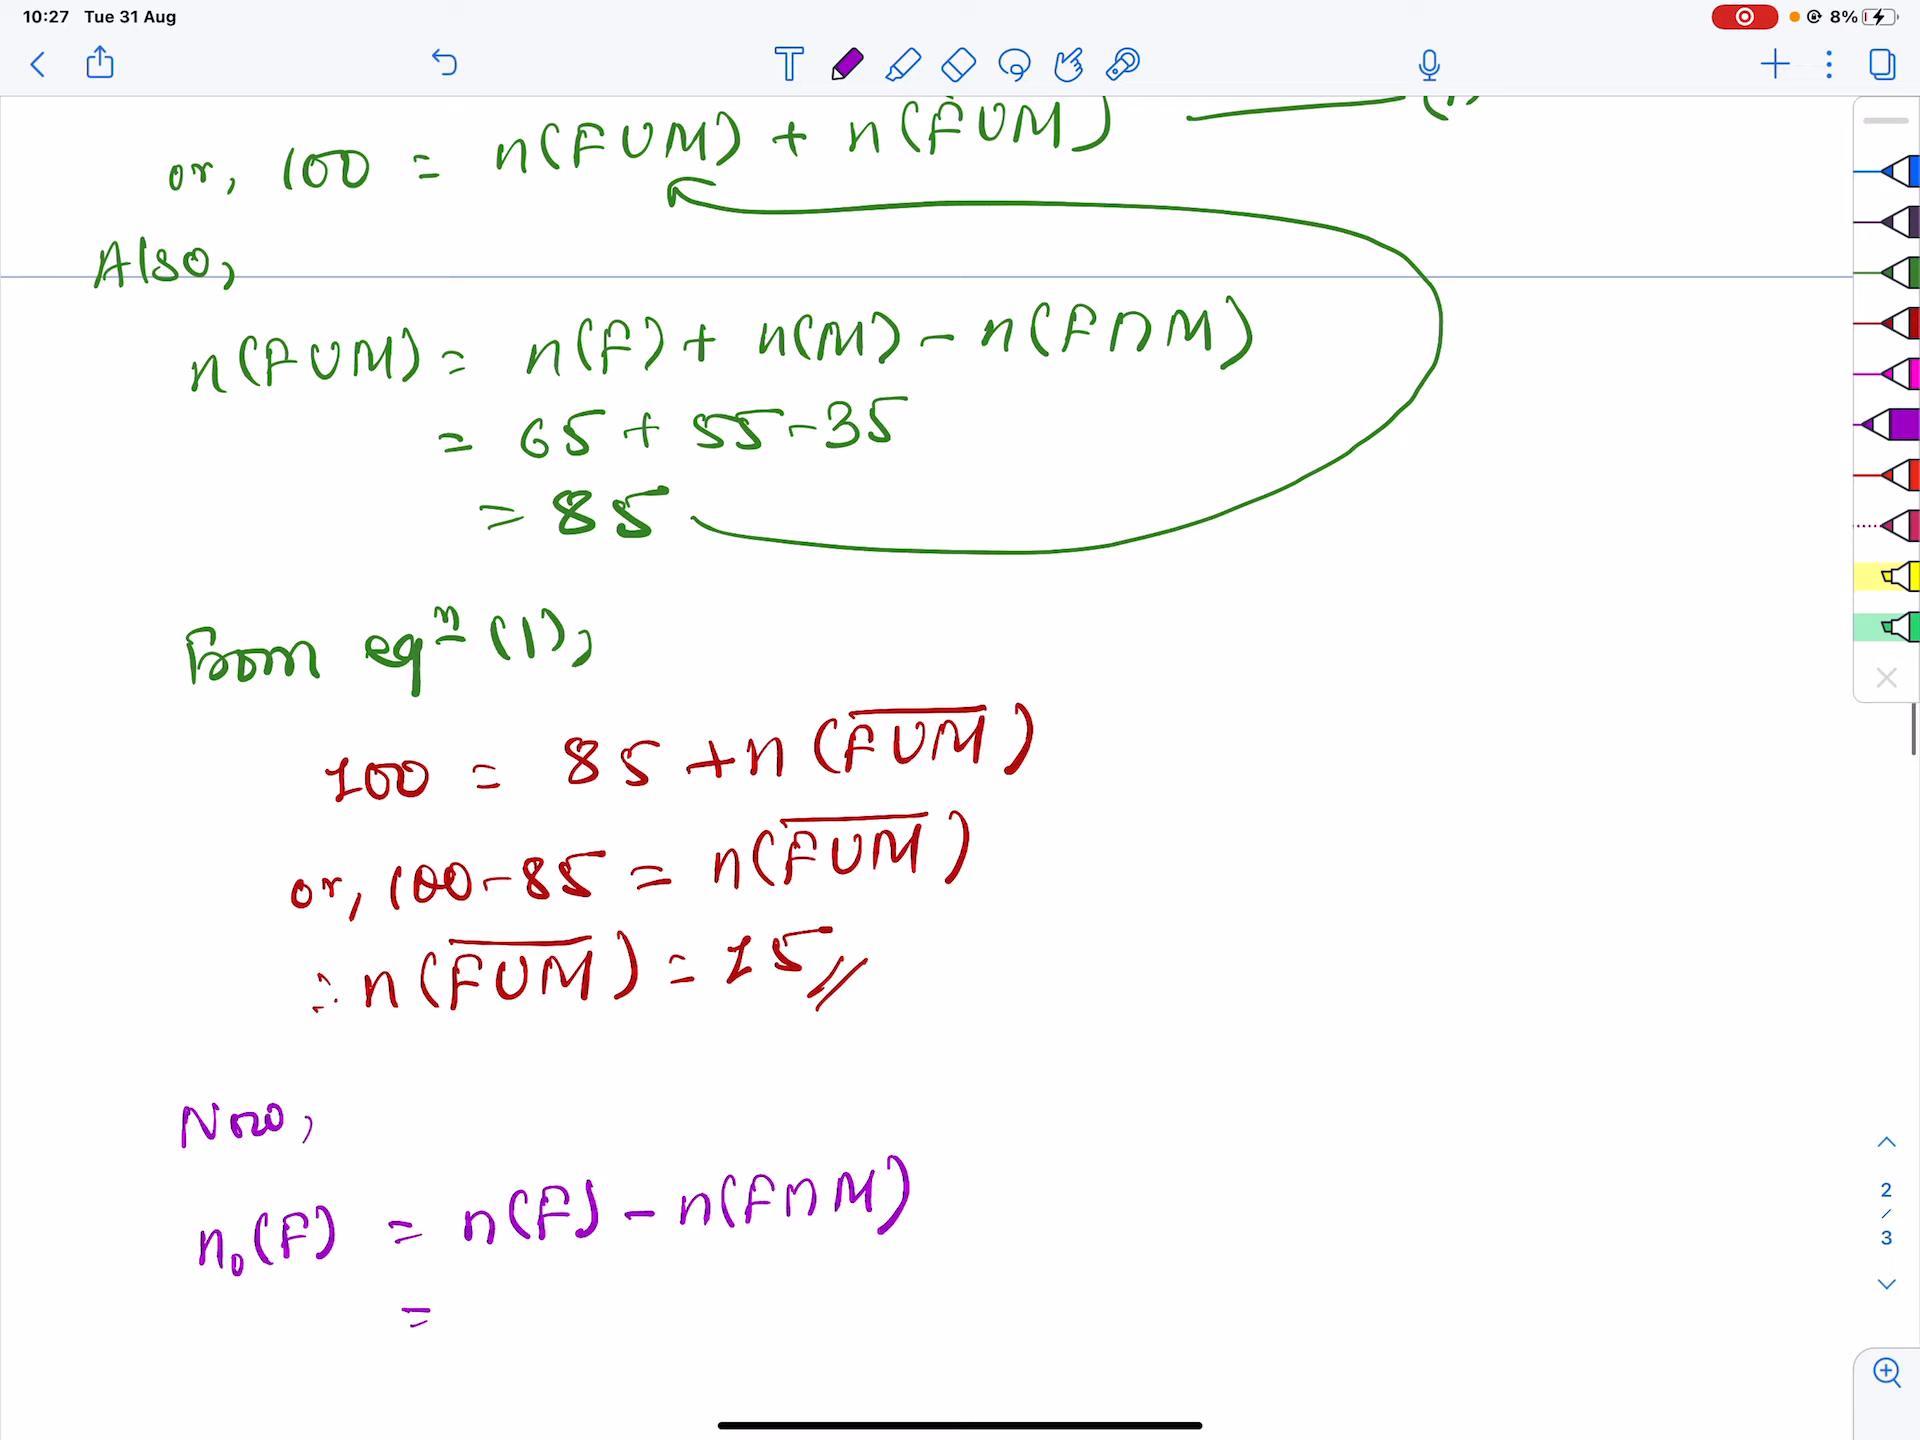 10:27 Tue 31 Aug
8%
T
or, 100 = n(F∪M) + n(F̅∪M̅) (1)
Also,
n(F∪M) = n(F) + n(M) - n(F∩M)
= 65 + 55 - 35
= 85
From eqⁿ (1),
100 = 85 + n(F̅∪̅M̅)
or, 100 - 85 = n(F̅∪̅M̅)
∴ n(F̅∪̅M̅) = 15
Now,
n₀(F) = n(F) - n(F∩M)
=
2
/
3